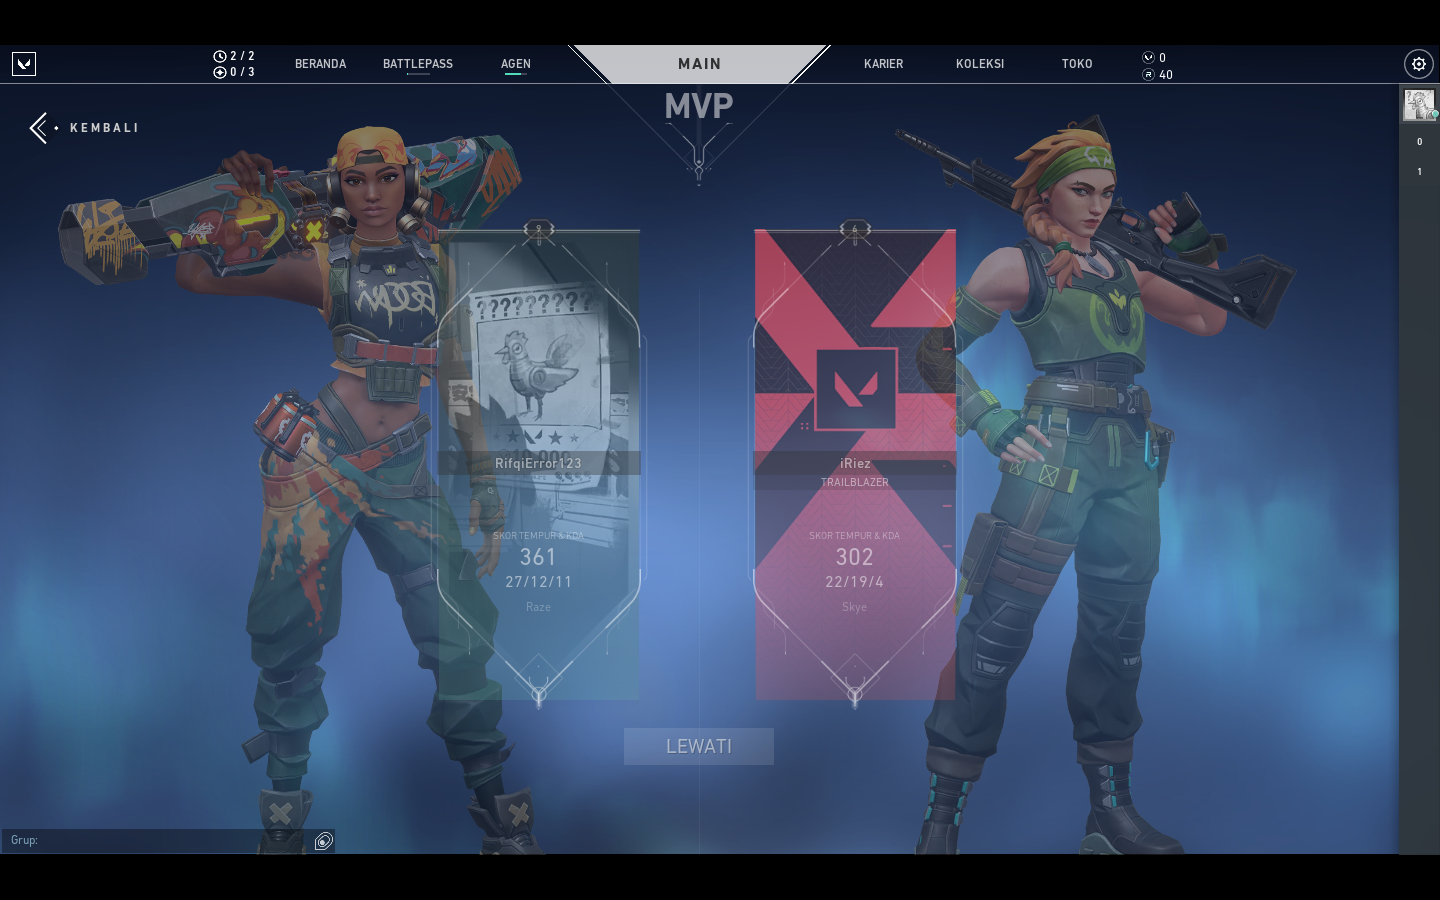 2 / 2
0 / 3
BERANDA
BATTLEPASS
AGEN
MAIN
KARIER
KOLEKSI
TOKO
0
40
MVP
KEMBALI
0
1
9
6
????????
RifqiError123
iRiez
TRAILBLAZER
SKOR TEMPUR & KDA
361
27/12/11
Raze
SKOR TEMPUR & KDA
302
22/19/4
Skye
LEWATI
Grup: